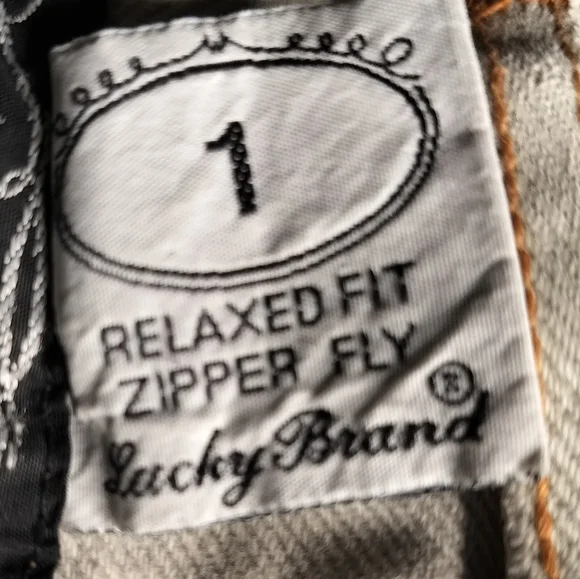 1
RELAXED FIT
ZIPPER FLY
Lucky Brand ®